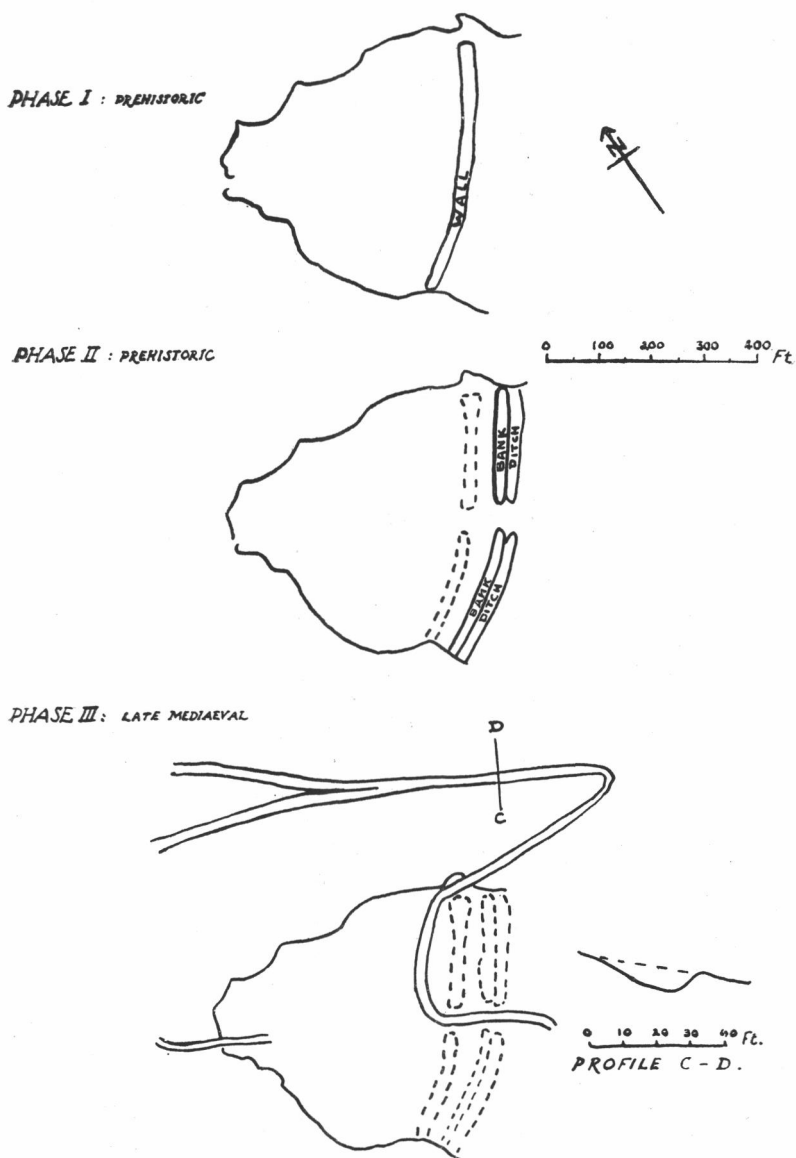 PHASE I : PREHISTORIC
N
WALL
PHASE II : PREHISTORIC
0 100 200 300 400 Ft.
BANK
DITCH
BANK
DITCH
PHASE III : LATE MEDIAEVAL
D
C
0 10 20 30 40 Ft.
PROFILE C - D.